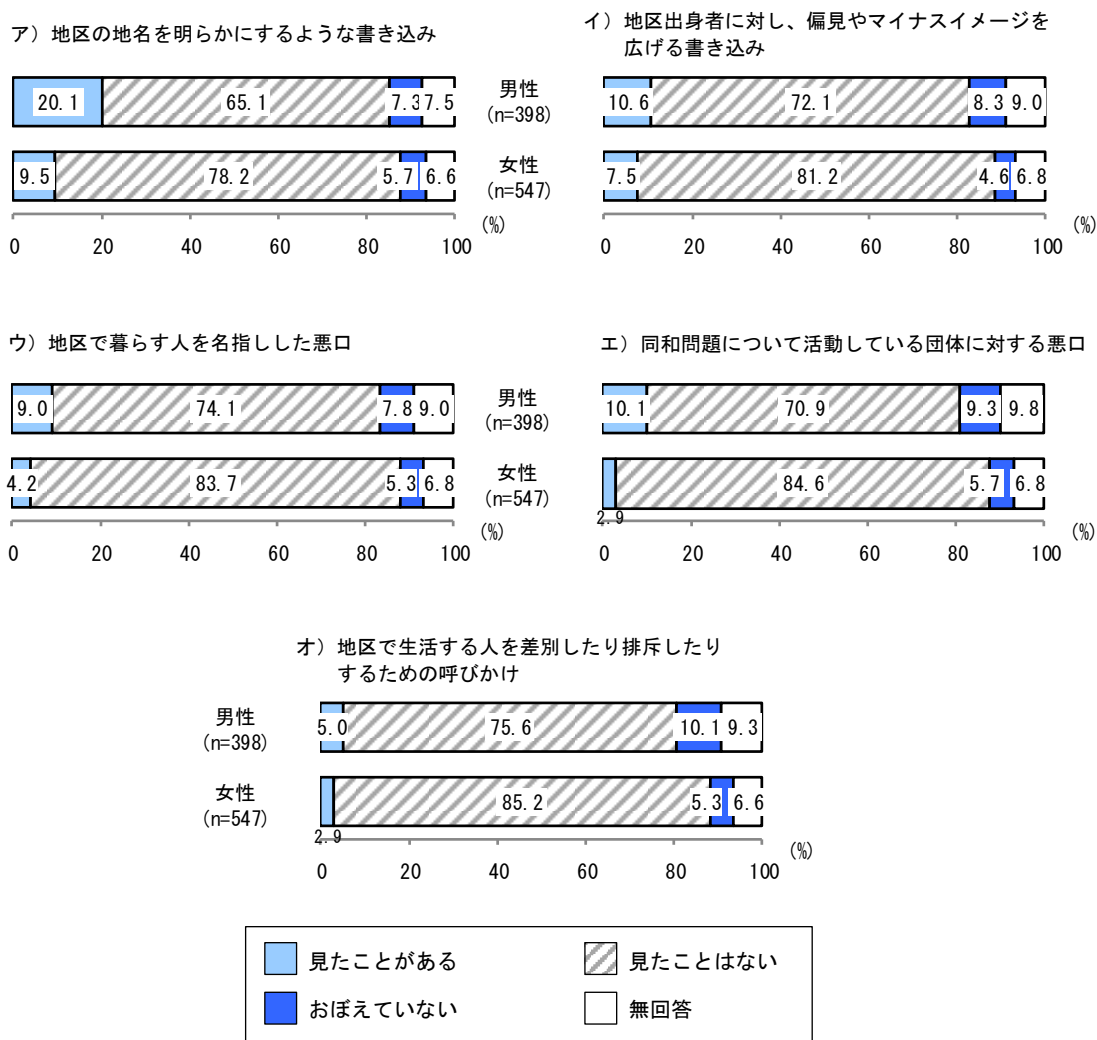 ア）地区の地名を明らかにするような書き込み
男性
(n=398)
20.1 65.1 7.3 7.5
女性
(n=547)
9.5 78.2 5.7 6.6
(%)
0 20 40 60 80 100
イ）地区出身者に対し、偏見やマイナスイメージを
広げる書き込み
10.6 72.1 8.3 9.0
7.5 81.2 4.6 6.8
(%)
0 20 40 60 80 100
ウ）地区で暮らす人を名指しした悪口
男性
(n=398)
9.0 74.1 7.8 9.0
女性
(n=547)
4.2 83.7 5.3 6.8
(%)
0 20 40 60 80 100
エ）同和問題について活動している団体に対する悪口
10.1 70.9 9.3 9.8
2.9 84.6 5.7 6.8
(%)
0 20 40 60 80 100
オ）地区で生活する人を差別したり排斥したり
するための呼びかけ
男性
(n=398)
5.0 75.6 10.1 9.3
女性
(n=547)
2.9 85.2 5.3 6.6
(%)
0 20 40 60 80 100
見たことがある 見たことはない
おぼえていない 無回答